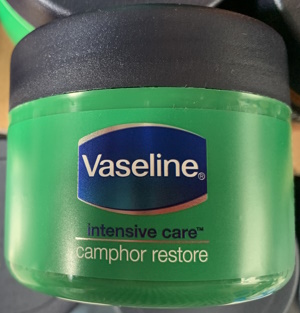 Vaseline®
intensive care™
camphor restore